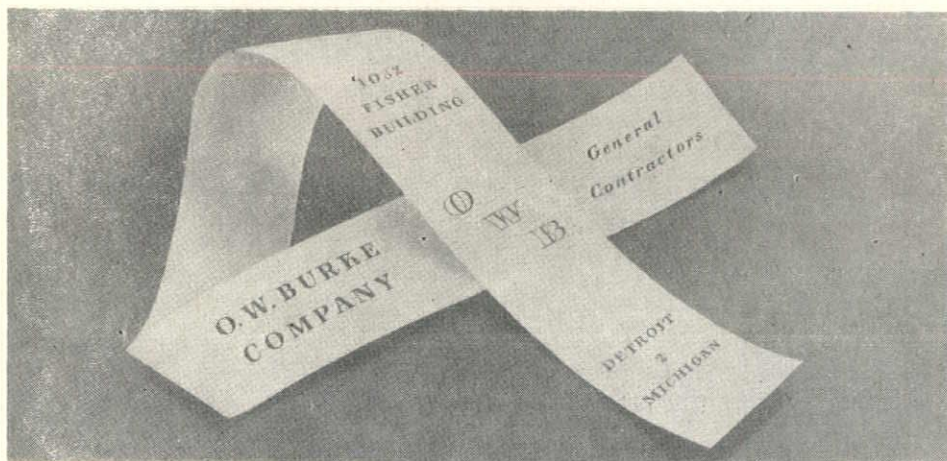 1032
FISHER
BUILDING
General
Contractors
O W B
O.W. BURKE
COMPANY
DETROIT
2
MICHIGAN